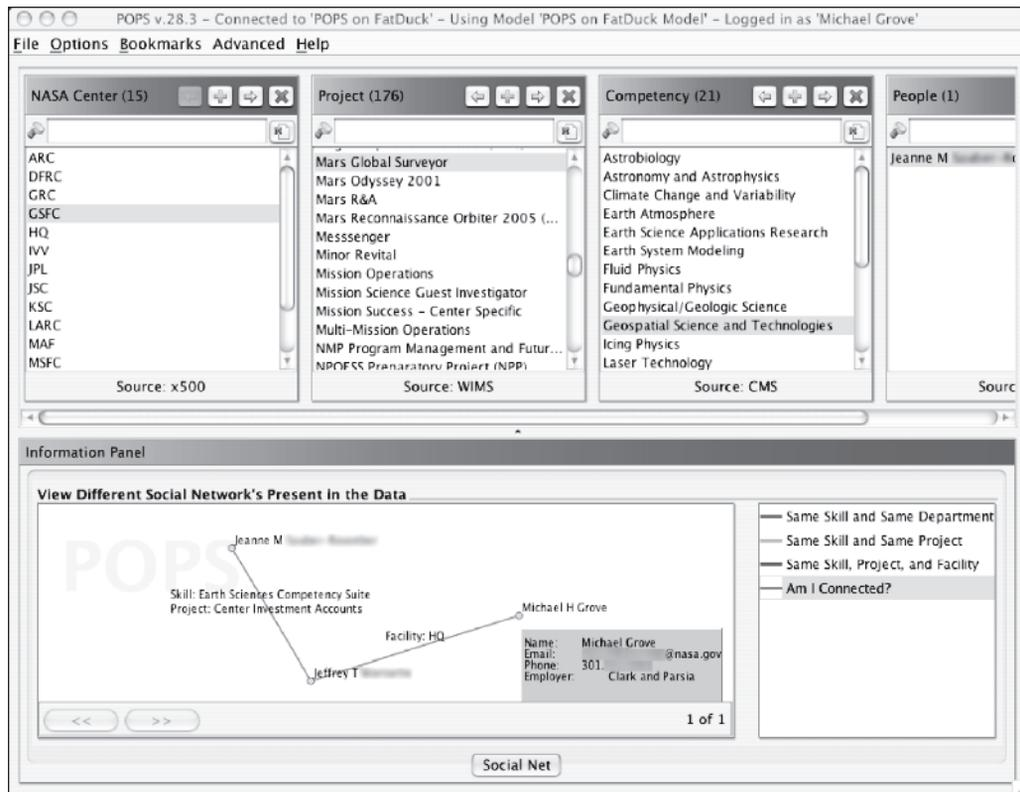 POPS v.28.3 – Connected to 'POPS on FatDuck' – Using Model 'POPS on FatDuck Model' – Logged in as 'Michael Grove'
File Options Bookmarks Advanced Help
NASA Center (15)
ARC
DFRC
GRC
GSFC
HQ
IVV
JPL
JSC
KSC
LARC
MAF
MSFC
Source: x500
Project (176)
Mars Global Surveyor
Mars Odyssey 2001
Mars R&A
Mars Reconnaissance Orbiter 2005 (...
Messsenger
Minor Revital
Mission Operations
Mission Science Guest Investigator
Mission Success – Center Specific
Multi-Mission Operations
NMP Program Management and Futur...
NPOESS Preparatory Project (NPP)
Source: WIMS
Competency (21)
Astrobiology
Astronomy and Astrophysics
Climate Change and Variability
Earth Atmosphere
Earth Science Applications Research
Earth System Modeling
Fluid Physics
Fundamental Physics
Geophysical/Geologic Science
Geospatial Science and Technologies
Icing Physics
Laser Technology
Source: CMS
People (1)
Jeanne M
Sourc
Information Panel
View Different Social Network's Present in the Data
POPS
Jeanne M
Skill: Earth Sciences Competency Suite
Project: Center Investment Accounts
Michael H Grove
Facility: HQ
Jeffrey T
Name: Michael Grove
Email: @nasa.gov
Phone: 301.
Employer: Clark and Parsia
<< >> 1 of 1
Same Skill and Same Department
Same Skill and Same Project
Same Skill, Project, and Facility
Am I Connected?
Social Net